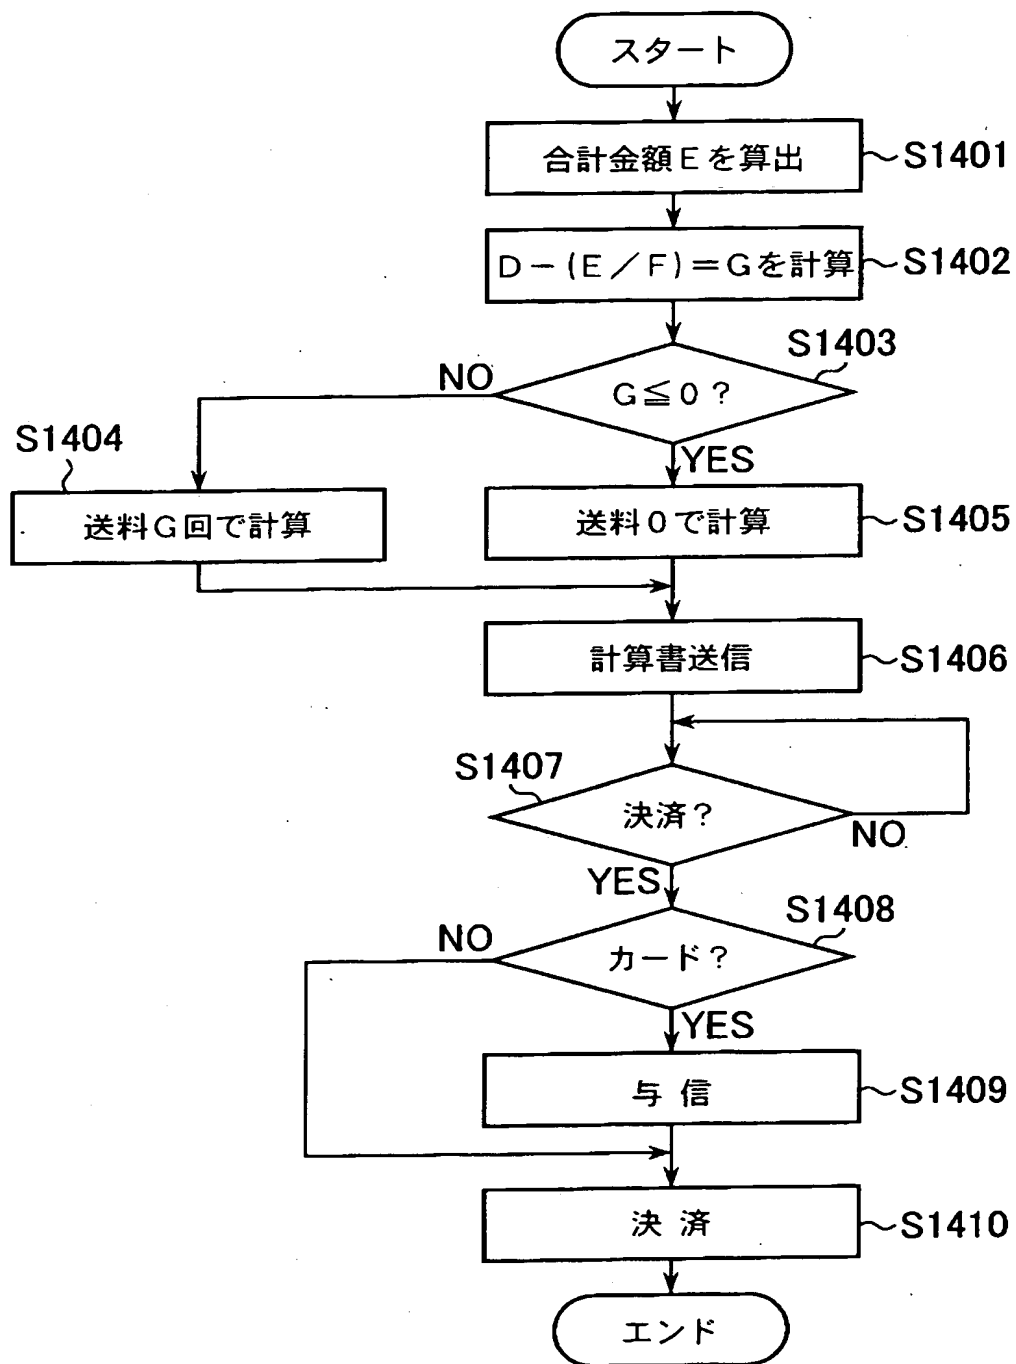 スタート
合計金額Eを算出
S1401
D－(E／F)＝Gを計算
S1402
S1403
G≦0？
NO
YES
S1404
送料G回で計算
送料0で計算
S1405
計算書送信
S1406
S1407
決済？
NO
YES
S1408
カード？
NO
YES
与 信
S1409
決 済
S1410
エンド